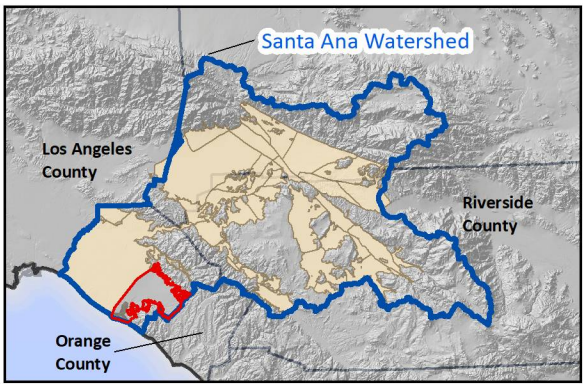 Santa Ana Watershed
Los Angeles
County
Riverside
County
Orange
County